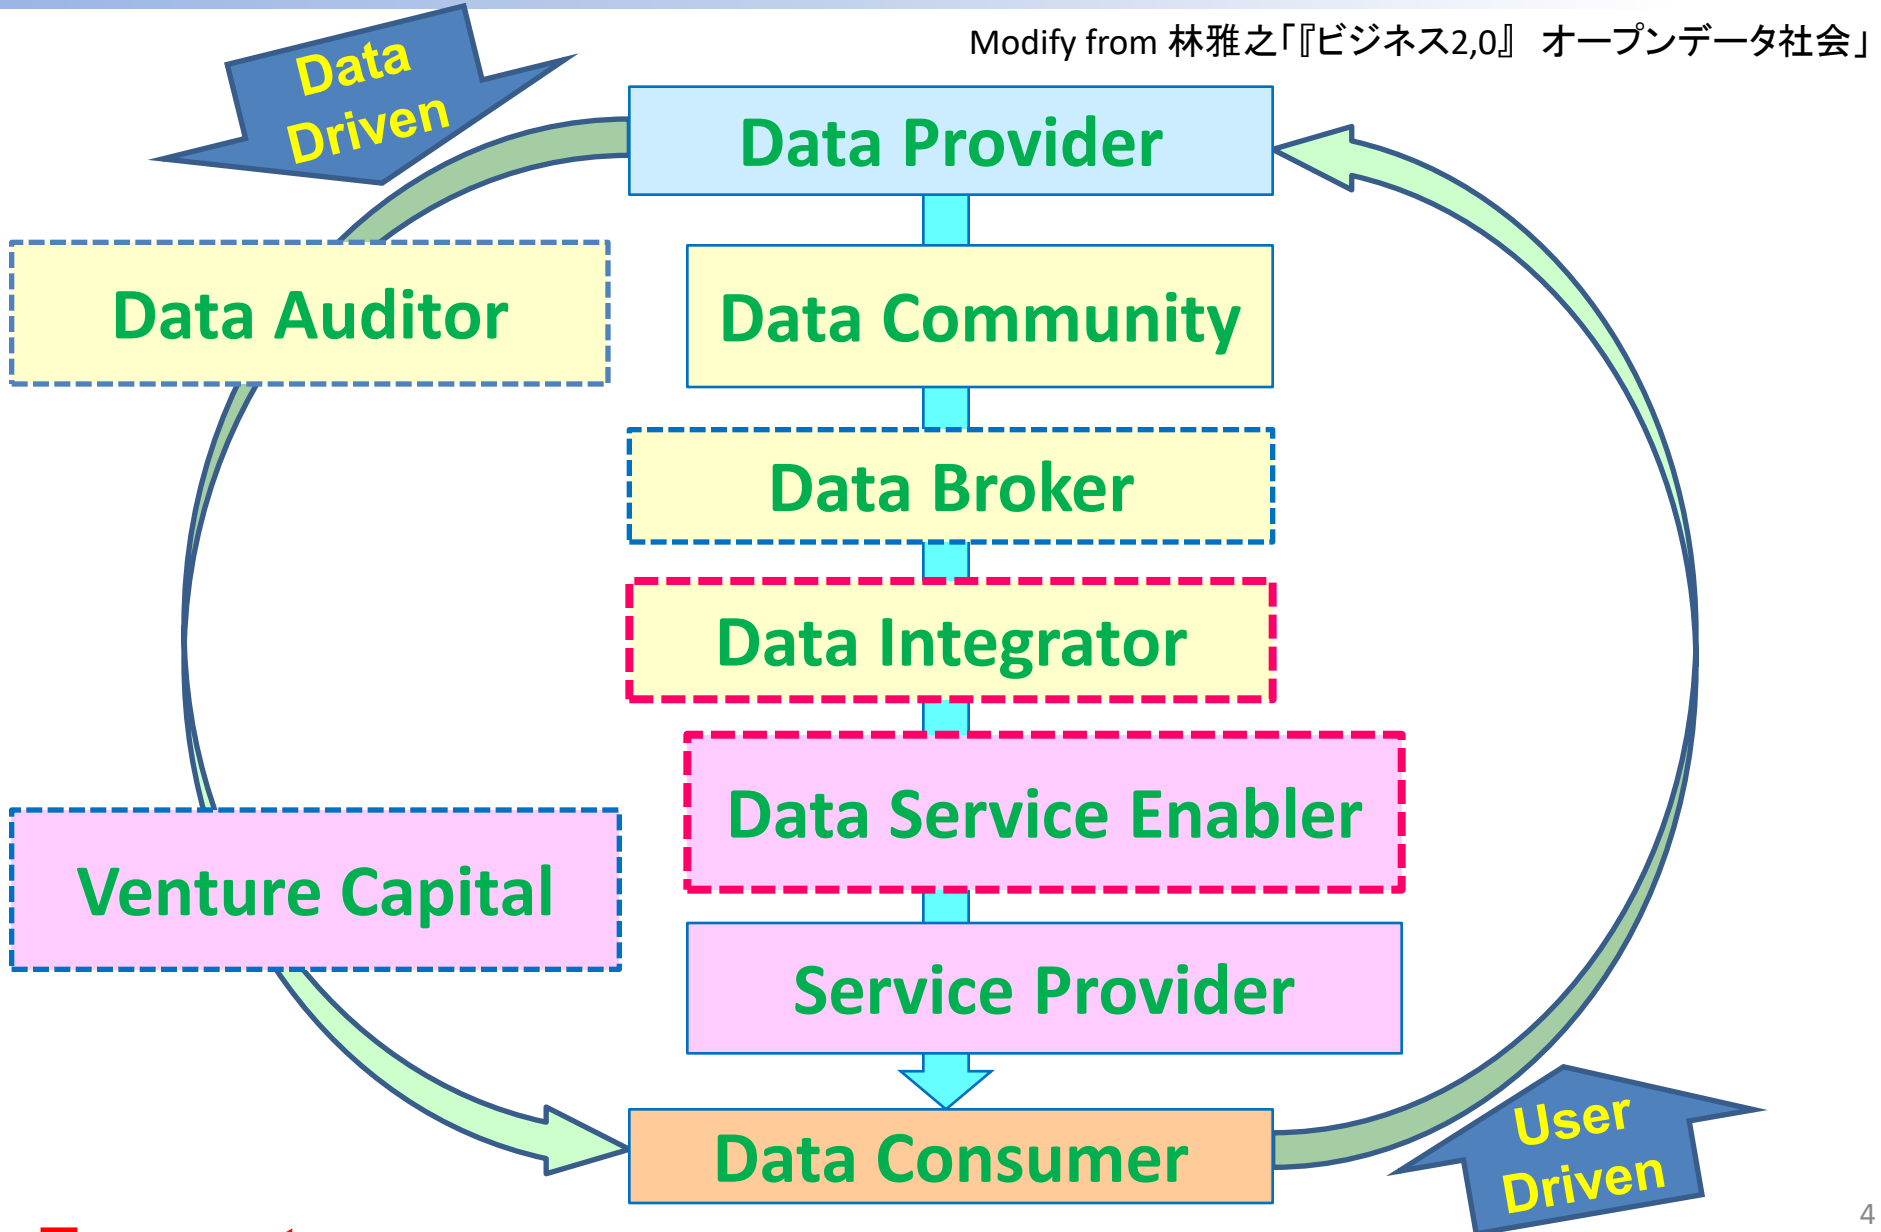 Modify from 林雅之「『ビジネス2,0』 オープンデータ社会」
Data
Driven
Data Provider
Data Auditor
Data Community
Data Broker
Data Integrator
Data Service Enabler
Venture Capital
Service Provider
Data Consumer
User
Driven
4